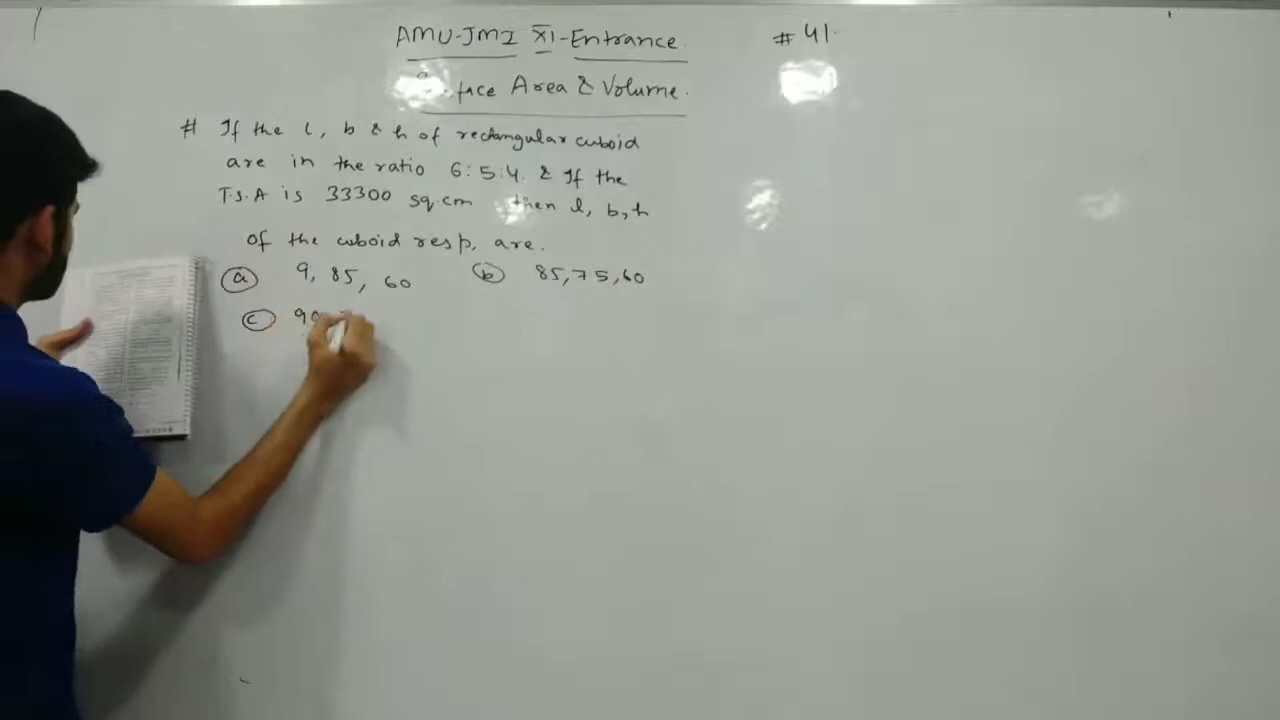 AMU-JMI XI-Entrance. # 41.
face Area & Volume.
# If the l, b & h of rectangular cuboid
are in the ratio 6:5:4. & If the
T.S.A is 33300 sq.cm then l, b, h
of the cuboid resp, are.
(a) 9, 85, 60 (b) 85, 75, 60
(c) 90